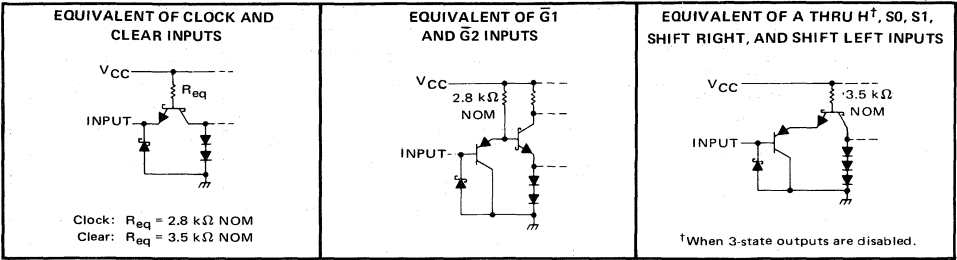 EQUIVALENT OF CLOCK AND
CLEAR INPUTS
VCC
Req
INPUT
Clock: Req = 2.8 kΩ NOM
Clear: Req = 3.5 kΩ NOM
EQUIVALENT OF G̅1
AND G̅2 INPUTS
VCC
2.8 kΩ
NOM
INPUT
EQUIVALENT OF A THRU H†, S0, S1,
SHIFT RIGHT, AND SHIFT LEFT INPUTS
VCC
3.5 kΩ
NOM
INPUT
†When 3-state outputs are disabled.